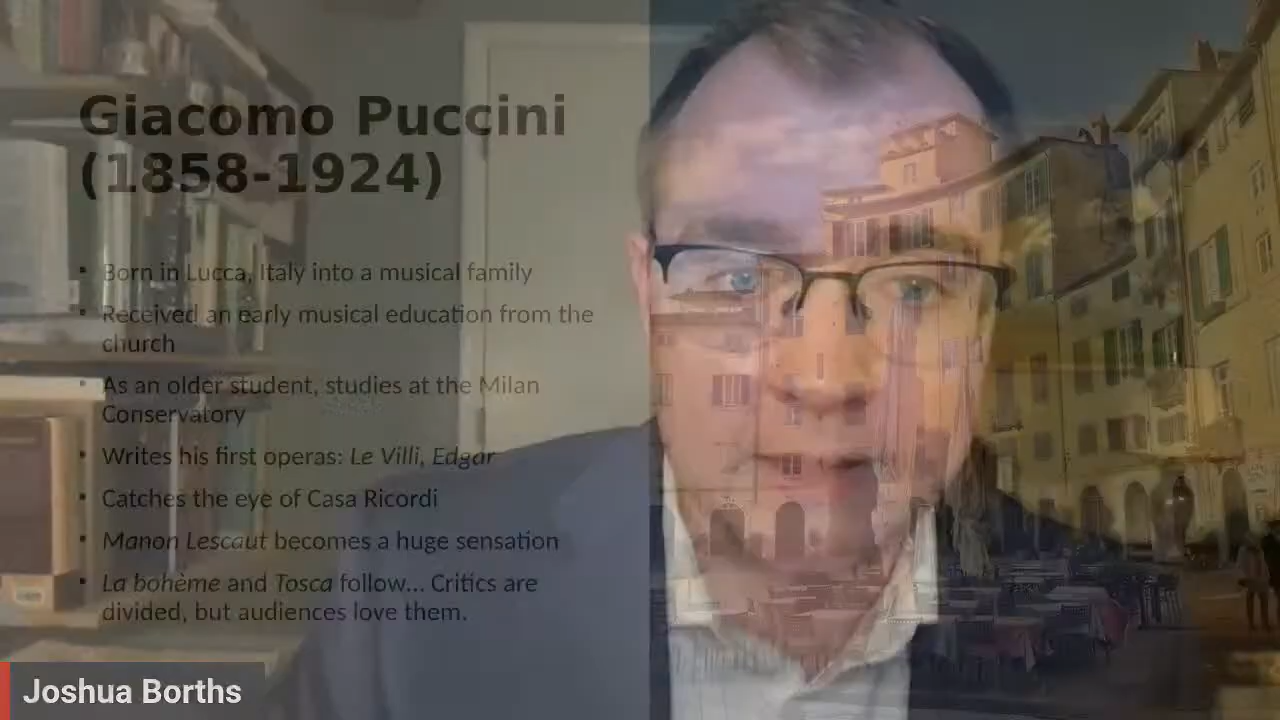 Giacomo Puccini
(1858-1924)
• Born in Lucca, Italy into a musical family
• Received an early musical education from the
church
• As an older student, studies at the Milan
Conservatory
• Writes his first operas: Le Villi, Edgar
• Catches the eye of Casa Ricordi
• Manon Lescaut becomes a huge sensation
• La bohème and Tosca follow... Critics are
divided, but audiences love them.
Joshua Borths